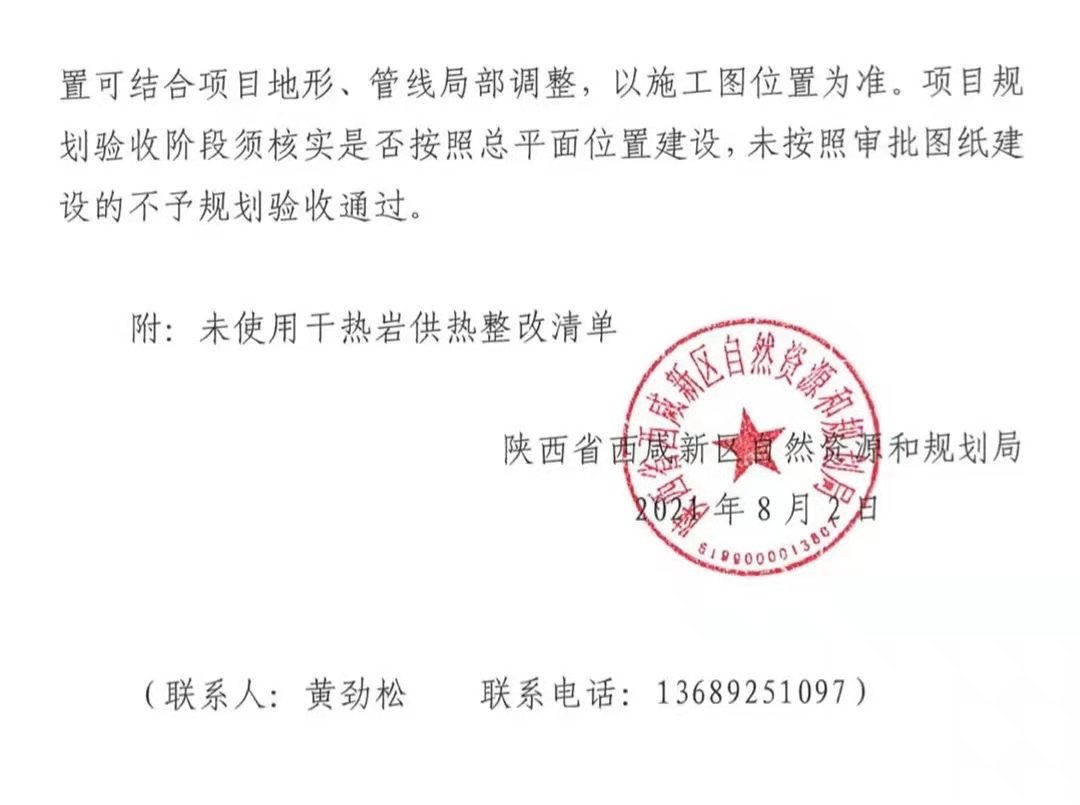 置可结合项目地形、管线局部调整，以施工图位置为准。项目规
划验收阶段须核实是否按照总平面位置建设，未按照审批图纸建
设的不予规划验收通过。
附：未使用干热岩供热整改清单
陕西省西咸新区自然资源和规划局
陕西省西咸新区自然资源和规划局
2021年8月2日
（联系人：黄劲松　　联系电话：13689251097）